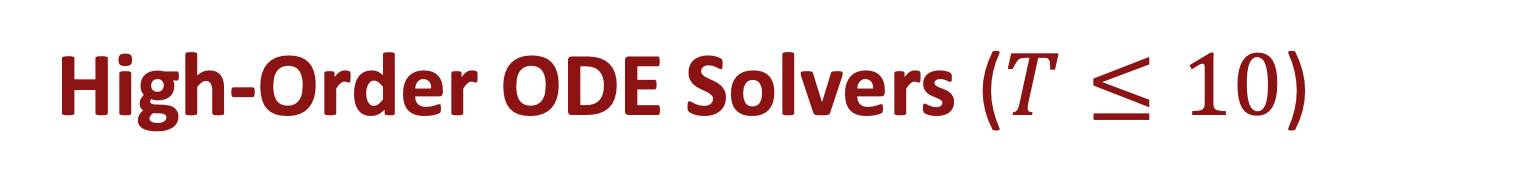 High-Order ODE Solvers (T ≤ 10)